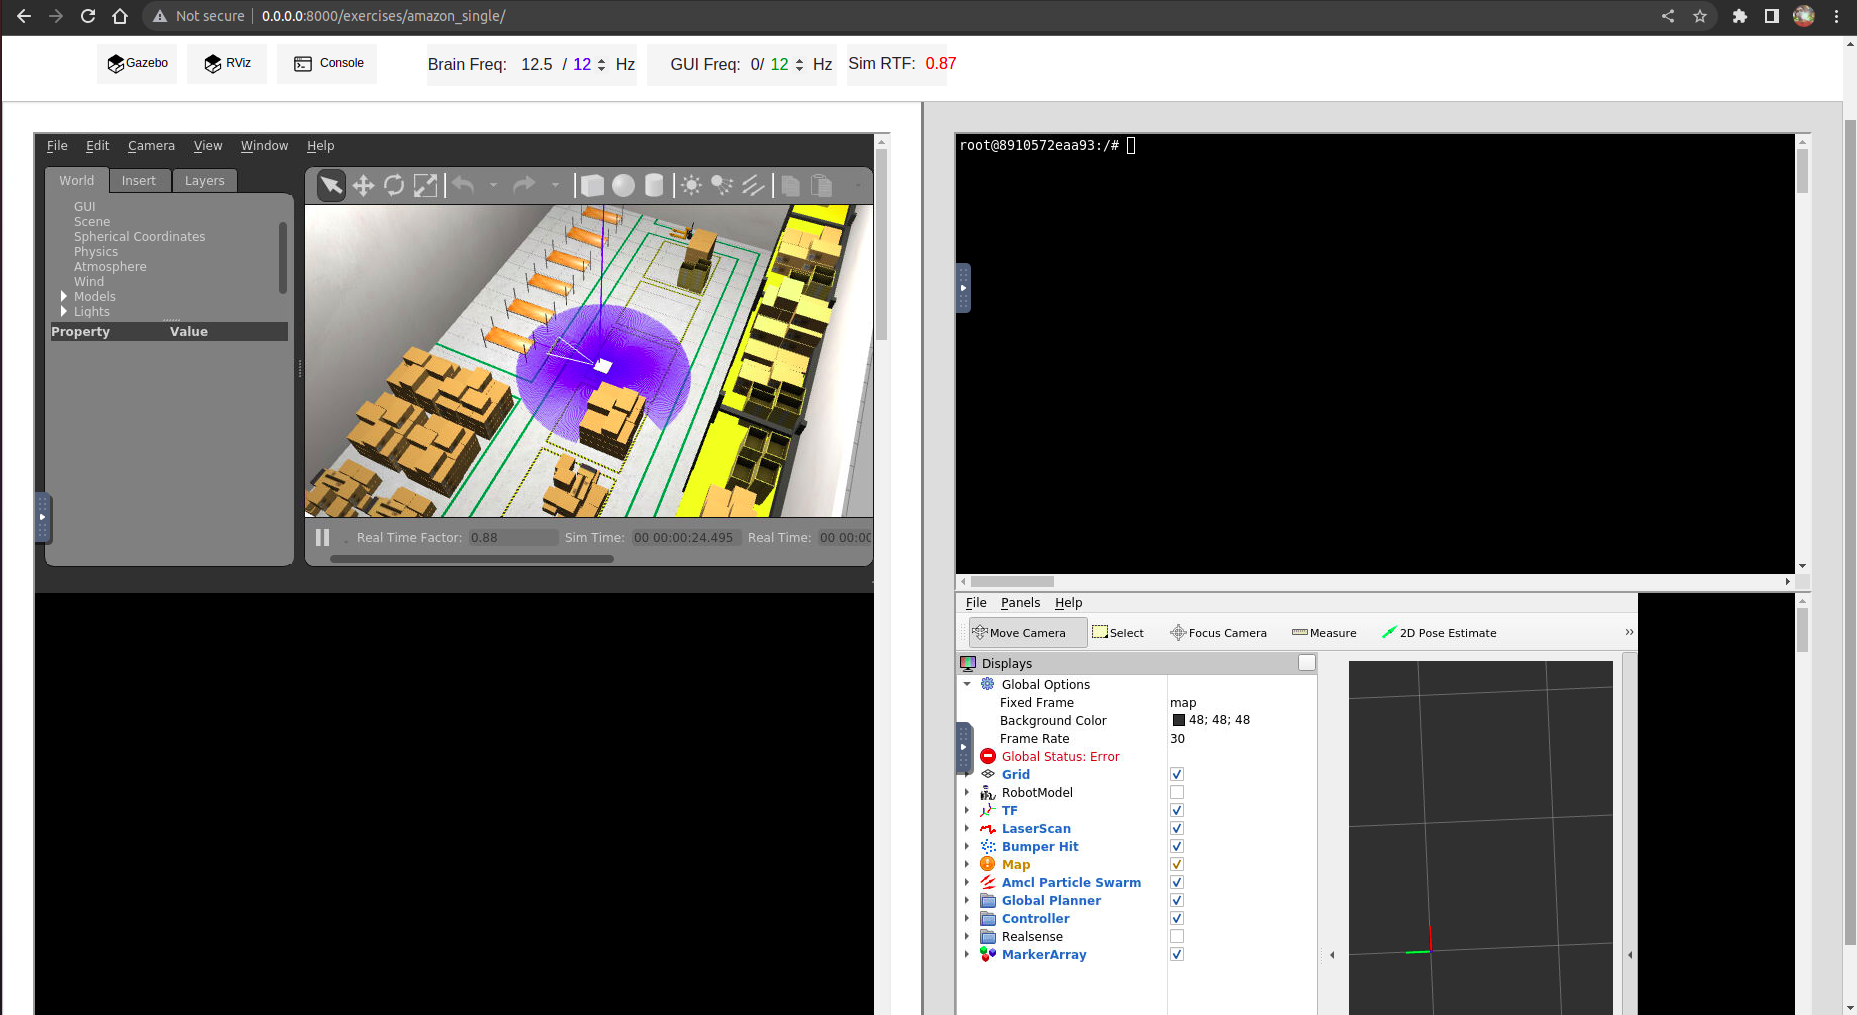 Not secure 0.0.0.0:8000/exercises/amazon_single/
Gazebo RViz Console Brain Freq: 12.5 / 12 Hz GUI Freq: 0/ 12 Hz Sim RTF: 0.87
File Edit Camera View Window Help
World Insert Layers
GUI
Scene
Spherical Coordinates
Physics
Atmosphere
Wind
Models
Lights
Property Value
Real Time Factor: 0.88 Sim Time: 00 00:00:24.495 Real Time: 00 00:00
root@8910572eaa93:/#
File Panels Help
Move Camera Select Focus Camera Measure 2D Pose Estimate »
Displays
Global Options
Fixed Frame map
Background Color 48; 48; 48
Frame Rate 30
Global Status: Error
Grid
RobotModel
TF
LaserScan
Bumper Hit
Map
Amcl Particle Swarm
Global Planner
Controller
Realsense
MarkerArray